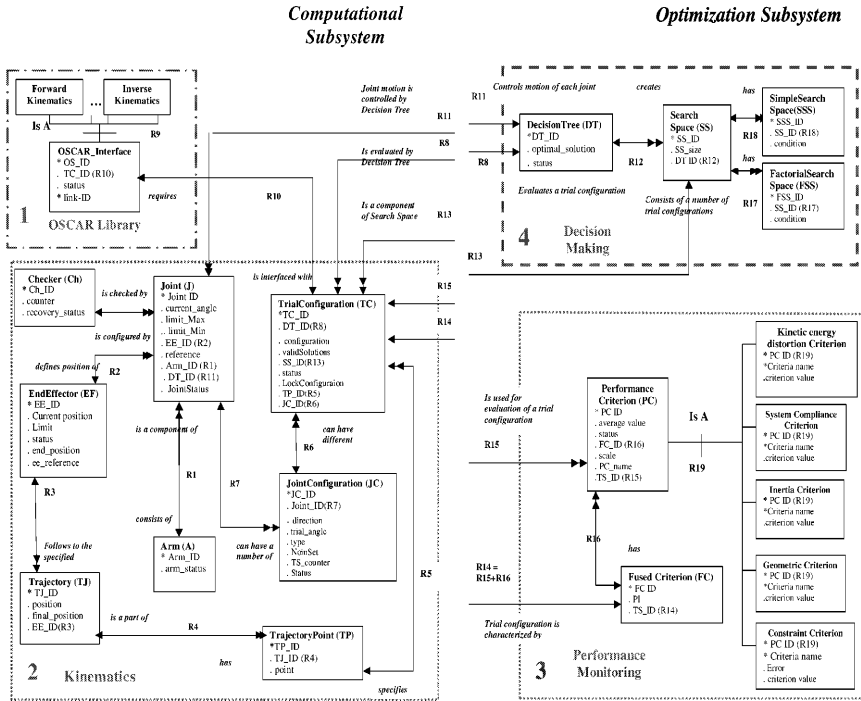 Computational
Subsystem
Optimization Subsystem
Forward
Kinematics
...
Inverse
Kinematics
Is A
R9
OSCAR_Interface
* OS_ID
. TC_ID (R10)
. status
* link-ID
requires
R10
1
OSCAR Library
Joint motion is
controlled by
Decision Tree
R11
R8
Is evaluated by
Decision Tree
Is a component
of Search Space
R13
R11
Controls motion of each joint
creates
has
R8
DecisionTree (DT)
*DT_ID
. optimal_solution
. status
R12
Search
Space (SS)
* SS_ID
. SS_size
. DT_ID (R12)
SimpleSearch
Space(SSS)
* SSS_ID
. SS_ID (R18)
. condition
R18
has
R17
FactorialSearch
Space (FSS)
* FSS_ID
. SS_ID (R17)
. condition
Evaluates a trial configuration
Consists of a number of
trial configurations
4
Decision
Making
R13
Checker (Ch)
* Ch_ID
. counter
. recovery_status
is checked by
is configured by
Joint (J)
* Joint ID
. current_angle
. limit_Max
. limit_Min
. EE_ID (R2)
. reference
. Arm_ID (R1)
. DT_ID (R11)
. JointStatus
is interfaced with
TrialConfiguration (TC)
*TC_ID
. DT_ID(R8)
. configuration
. validSolutions
. SS_ID(R13)
. status
. LockConfiguraion
. TP_ID(R5)
. JC_ID(R6)
R15
R14
defines position of
R2
EndEffector (EF)
* EE_ID
. Current position
. Limit
. status
. end_position
. ee_reference
is a component of
R1
R7
can have
different
R6
R3
JointConfiguration (JC)
*JC_ID
. Joint_ID(R7)
. direction
. trial_angle
. type
. NormSet
. TS_counter
. Status
Follows to the
specified
consists of
Arm (A)
* Arm_ID
. arm_status
can have a
number of
R5
Trajectory (TJ)
* TJ_ID
. position
. final_position
. EE_ID(R3)
is a part of
R4
has
TrajectoryPoint (TP)
*TP_ID
. TJ_ID (R4)
. point
specifies
2
Kinematics
Is used for
evaluation of a trial
configuration
R15
Performance
Criterion (PC)
* PC ID
. average value
. status
. FC_ID (R16)
. scale
. PC_name
.TS_ID (R15)
Is A
R19
R16
has
R14 =
R15+R16
Fused Criterion (FC)
* FC ID
. PI
. TS_ID (R14)
Trial configuration is
characterized by
3
Performance
Monitoring
Kinetic energy
distortion Criterion
* PC ID (R19)
*Criteria name
.criterion value
System Compliance
Criterion
* PC ID (R19)
*Criteria name
.criterion value
Inertia Criterion
* PC ID (R19)
*Criteria name
.criterion value
Geometric Criterion
* PC ID (R19)
*Criteria name
.criterion value
Constraint Criterion
* PC ID (R19)
* Criteria name
. Error
. criterion value